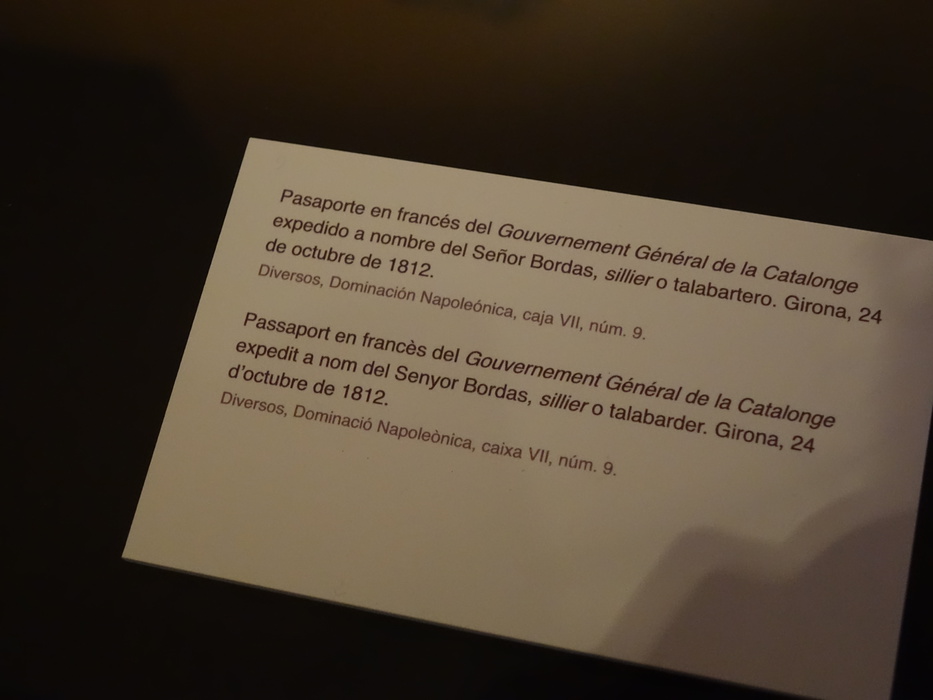 Pasaporte en francés del Gouvernement Général de la Catalonge
expedido a nombre del Señor Bordas, sillier o talabartero. Girona, 24
de octubre de 1812.
Diversos, Dominación Napoleónica, caja VII, núm. 9.
Passaport en francès del Gouvernement Général de la Catalonge
expedit a nom del Senyor Bordas, sillier o talabarder. Girona, 24
d'octubre de 1812.
Diversos, Dominació Napoleònica, caixa VII, núm. 9.